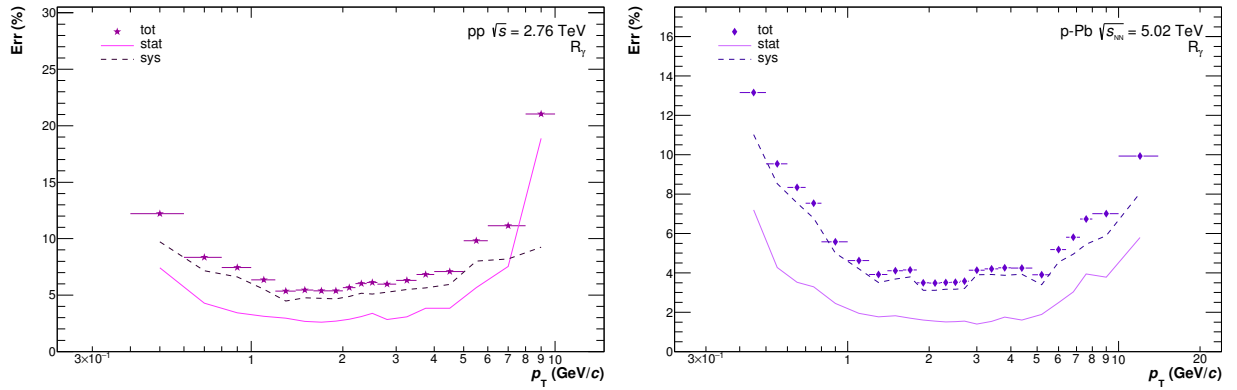 Err (%)
30
25
20
15
10
5
0
tot
stat
sys
pp √s = 2.76 TeV
Rγ
3×10⁻¹
1
2
3
4
5
6
7
8
9
10
pT (GeV/c)
Err (%)
16
14
12
10
8
6
4
2
0
tot
stat
sys
p-Pb √sNN = 5.02 TeV
Rγ
3×10⁻¹
1
2
3
4
5
6
7
8
9
10
20
pT (GeV/c)